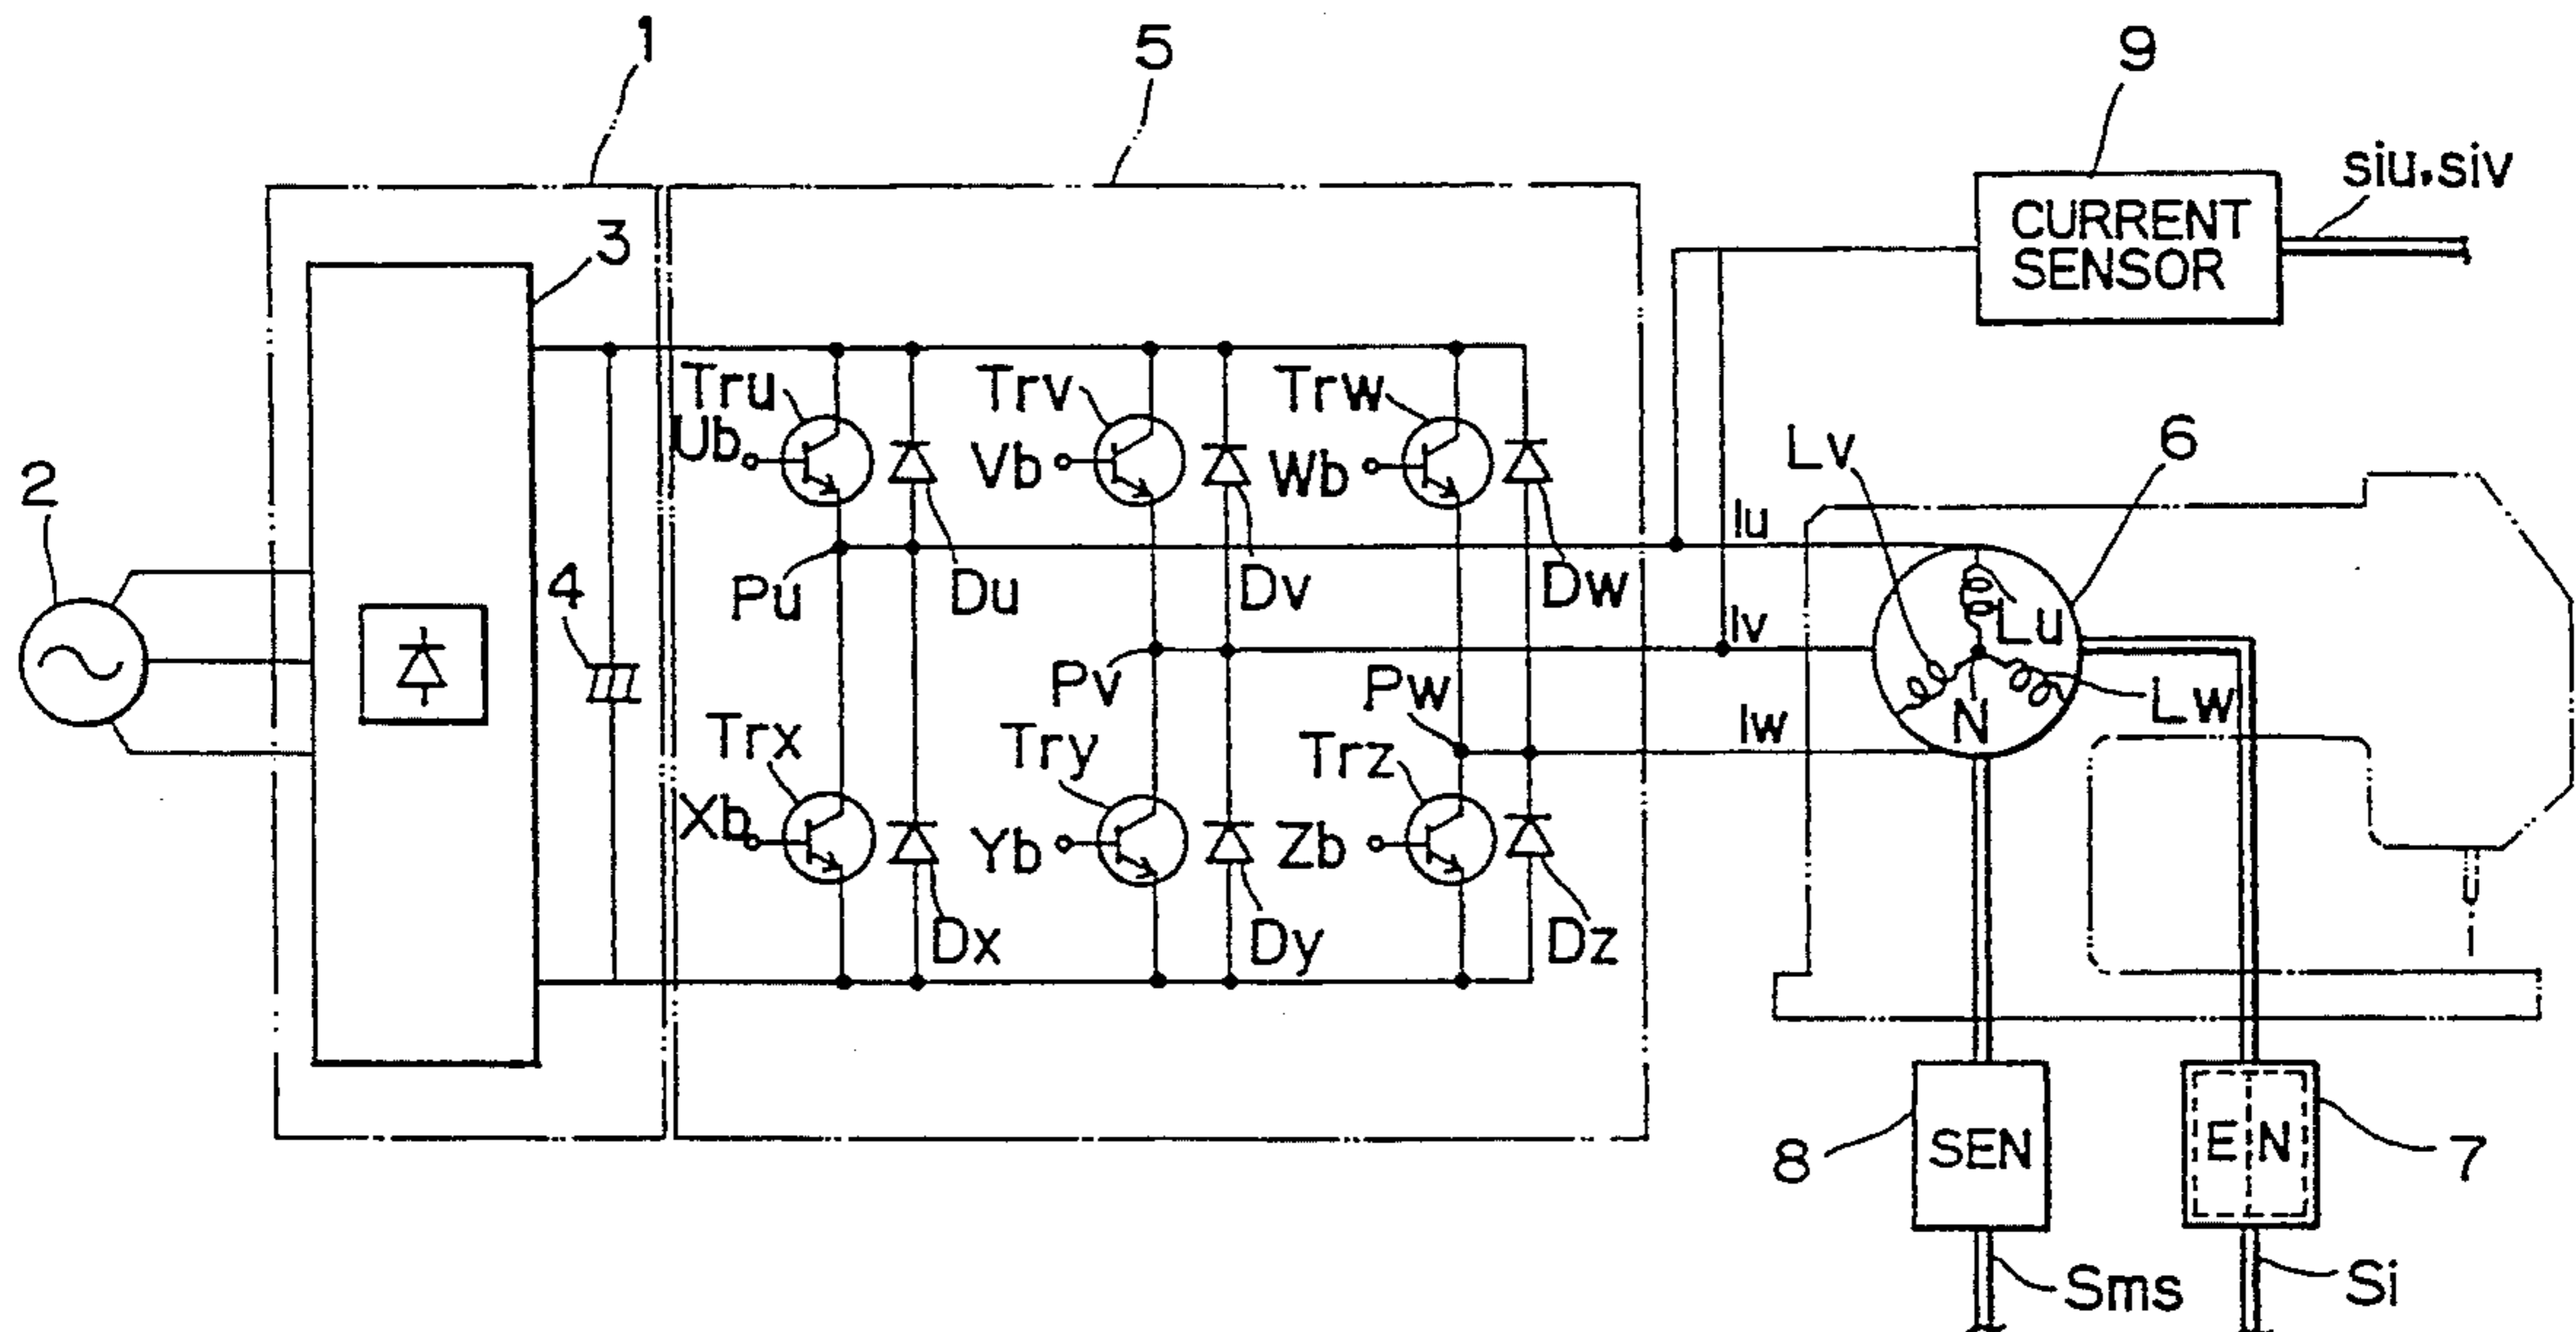 1
5
9
siu.siv
CURRENT
SENSOR
3
2
4
Tru
Trv
Trw
Ub
Vb
Wb
Lv
6
Iu
Pu
Du
Dv
Dw
Lu
Iv
Pv
Pw
N
Lw
Trx
Try
Trz
Iw
Xb
Yb
Zb
Dx
Dy
Dz
8
SEN
E N
7
Sms
Si